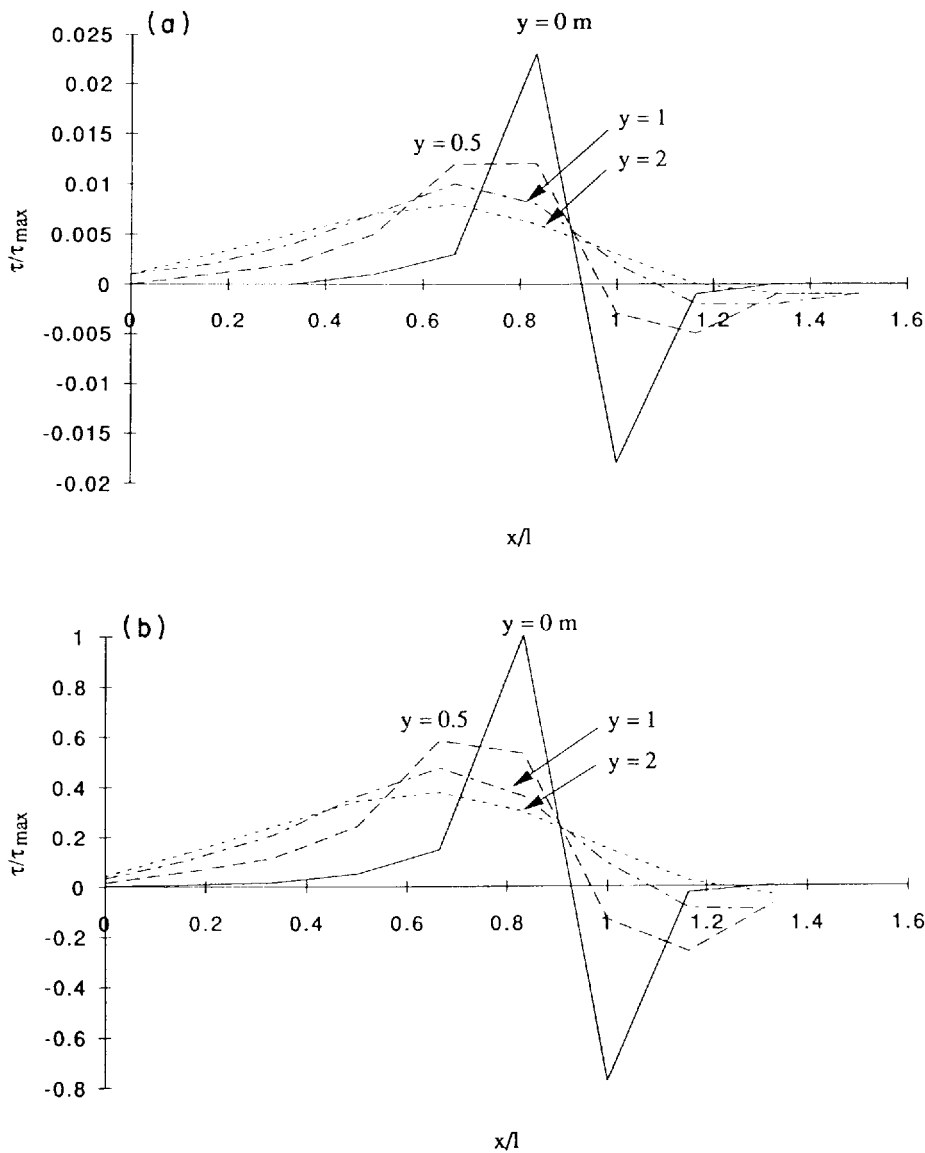 (a)
y = 0 m
0.025
0.02
0.015
0.01
0.005
0
-0.005
-0.01
-0.015
-0.02
τ/τmax
y = 0.5
y = 1
y = 2
0 0.2 0.4 0.6 0.8 1 1.2 1.4 1.6
x/l
(b)
y = 0 m
1
0.8
0.6
0.4
0.2
0
-0.2
-0.4
-0.6
-0.8
τ/τmax
y = 0.5
y = 1
y = 2
0 0.2 0.4 0.6 0.8 1 1.2 1.4 1.6
x/l